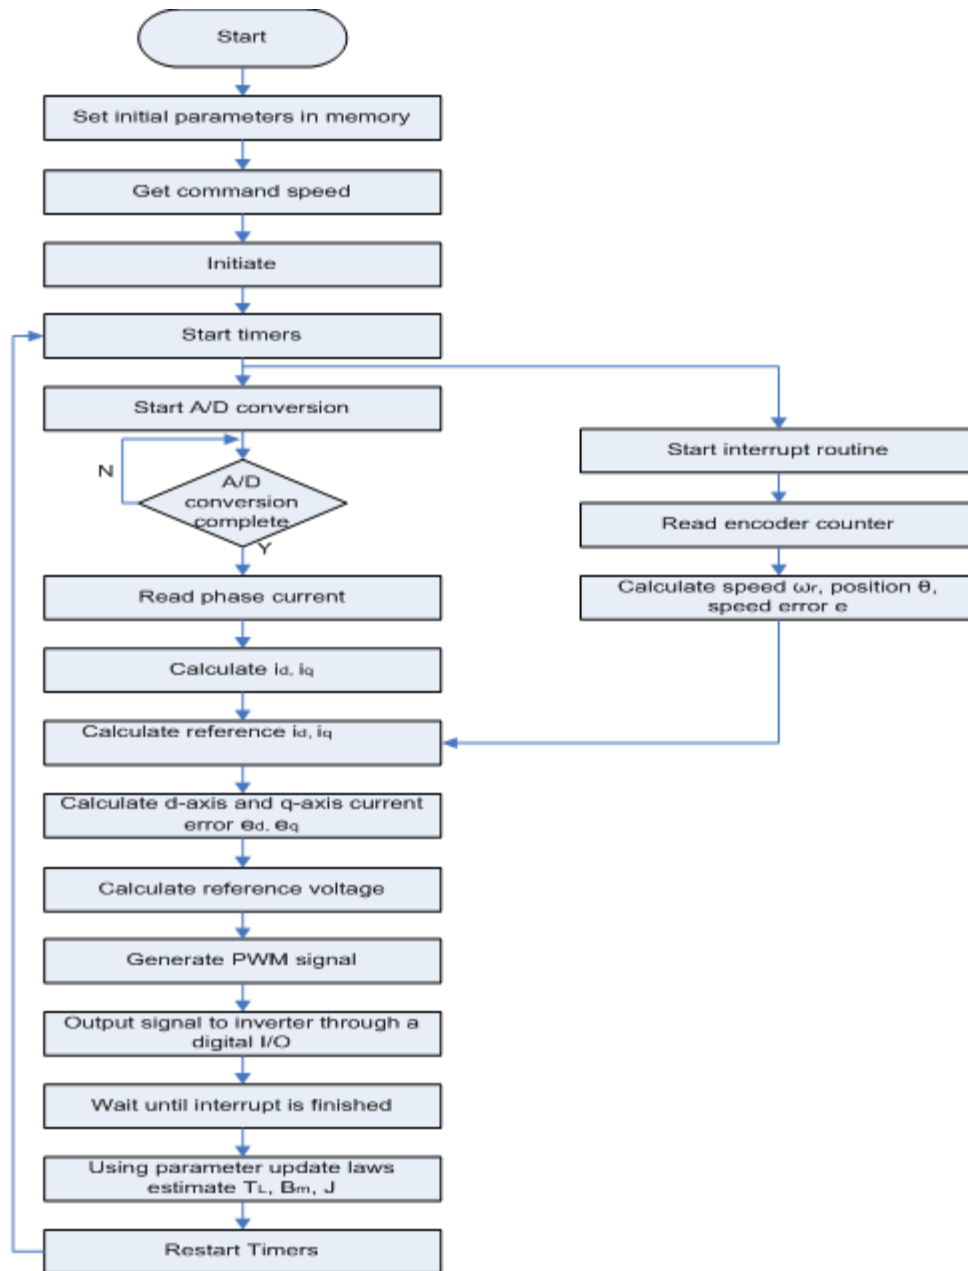 Start
Set initial parameters in memory
Get command speed
Initiate
Start timers
Start A/D conversion
N
A/D
conversion
complete
Y
Read phase current
Calculate id, iq
Calculate reference id, iq
Calculate d-axis and q-axis current
error ed, eq
Calculate reference voltage
Generate PWM signal
Output signal to inverter through a
digital I/O
Wait until interrupt is finished
Using parameter update laws
estimate TL, Bm, J
Restart Timers
Start interrupt routine
Read encoder counter
Calculate speed ωr, position θ,
speed error e